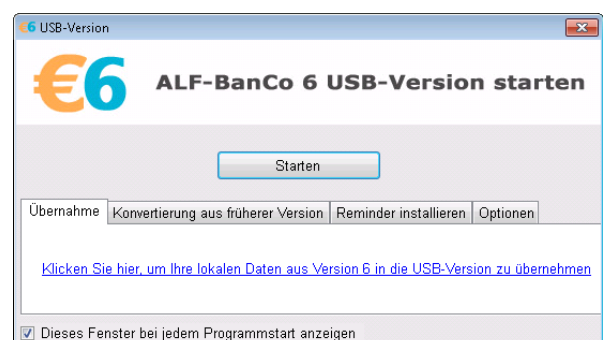 €6 USB-Version
€6 ALF-BanCo 6 USB-Version starten
Starten
Übernahme Konvertierung aus früherer Version Reminder installieren Optionen
Klicken Sie hier, um Ihre lokalen Daten aus Version 6 in die USB-Version zu übernehmen
Dieses Fenster bei jedem Programmstart anzeigen